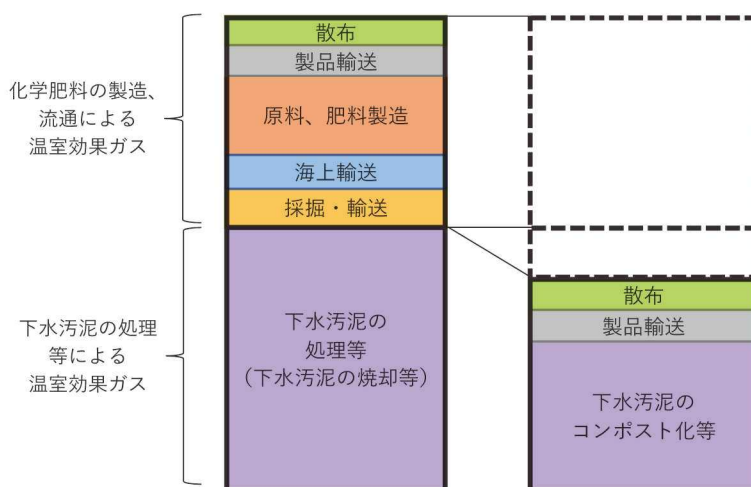 化学肥料の製造、
流通による
温室効果ガス
下水汚泥の処理
等による
温室効果ガス
散布
製品輸送
原料、肥料製造
海上輸送
採掘・輸送
下水汚泥の
処理等
（下水汚泥の焼却等）
散布
製品輸送
下水汚泥の
コンポスト化等